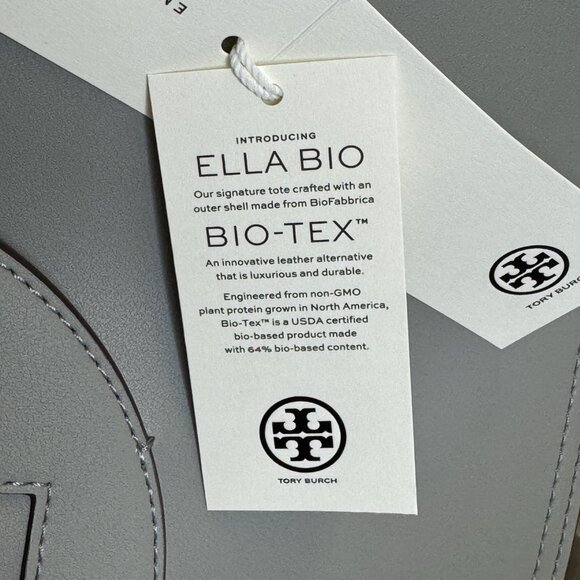 INTRODUCING
ELLA BIO
Our signature tote crafted with an
outer shell made from BioFabbrica
BIO-TEX™
An innovative leather alternative
that is luxurious and durable.
Engineered from non-GMO
plant protein grown in North America,
Bio-Tex™ is a USDA certified
bio-based product made
with 64% bio-based content.
TORY BURCH
TORY BURCH